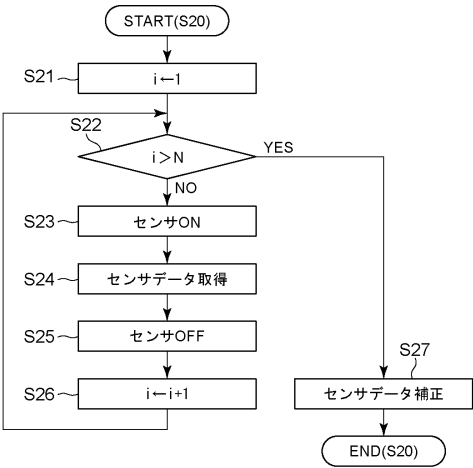 START(S20)
S21
i←1
S22
i＞N
YES
NO
S23
センサON
S24
センサデータ取得
S25
センサOFF
S26
i←i+1
S27
センサデータ補正
END(S20)